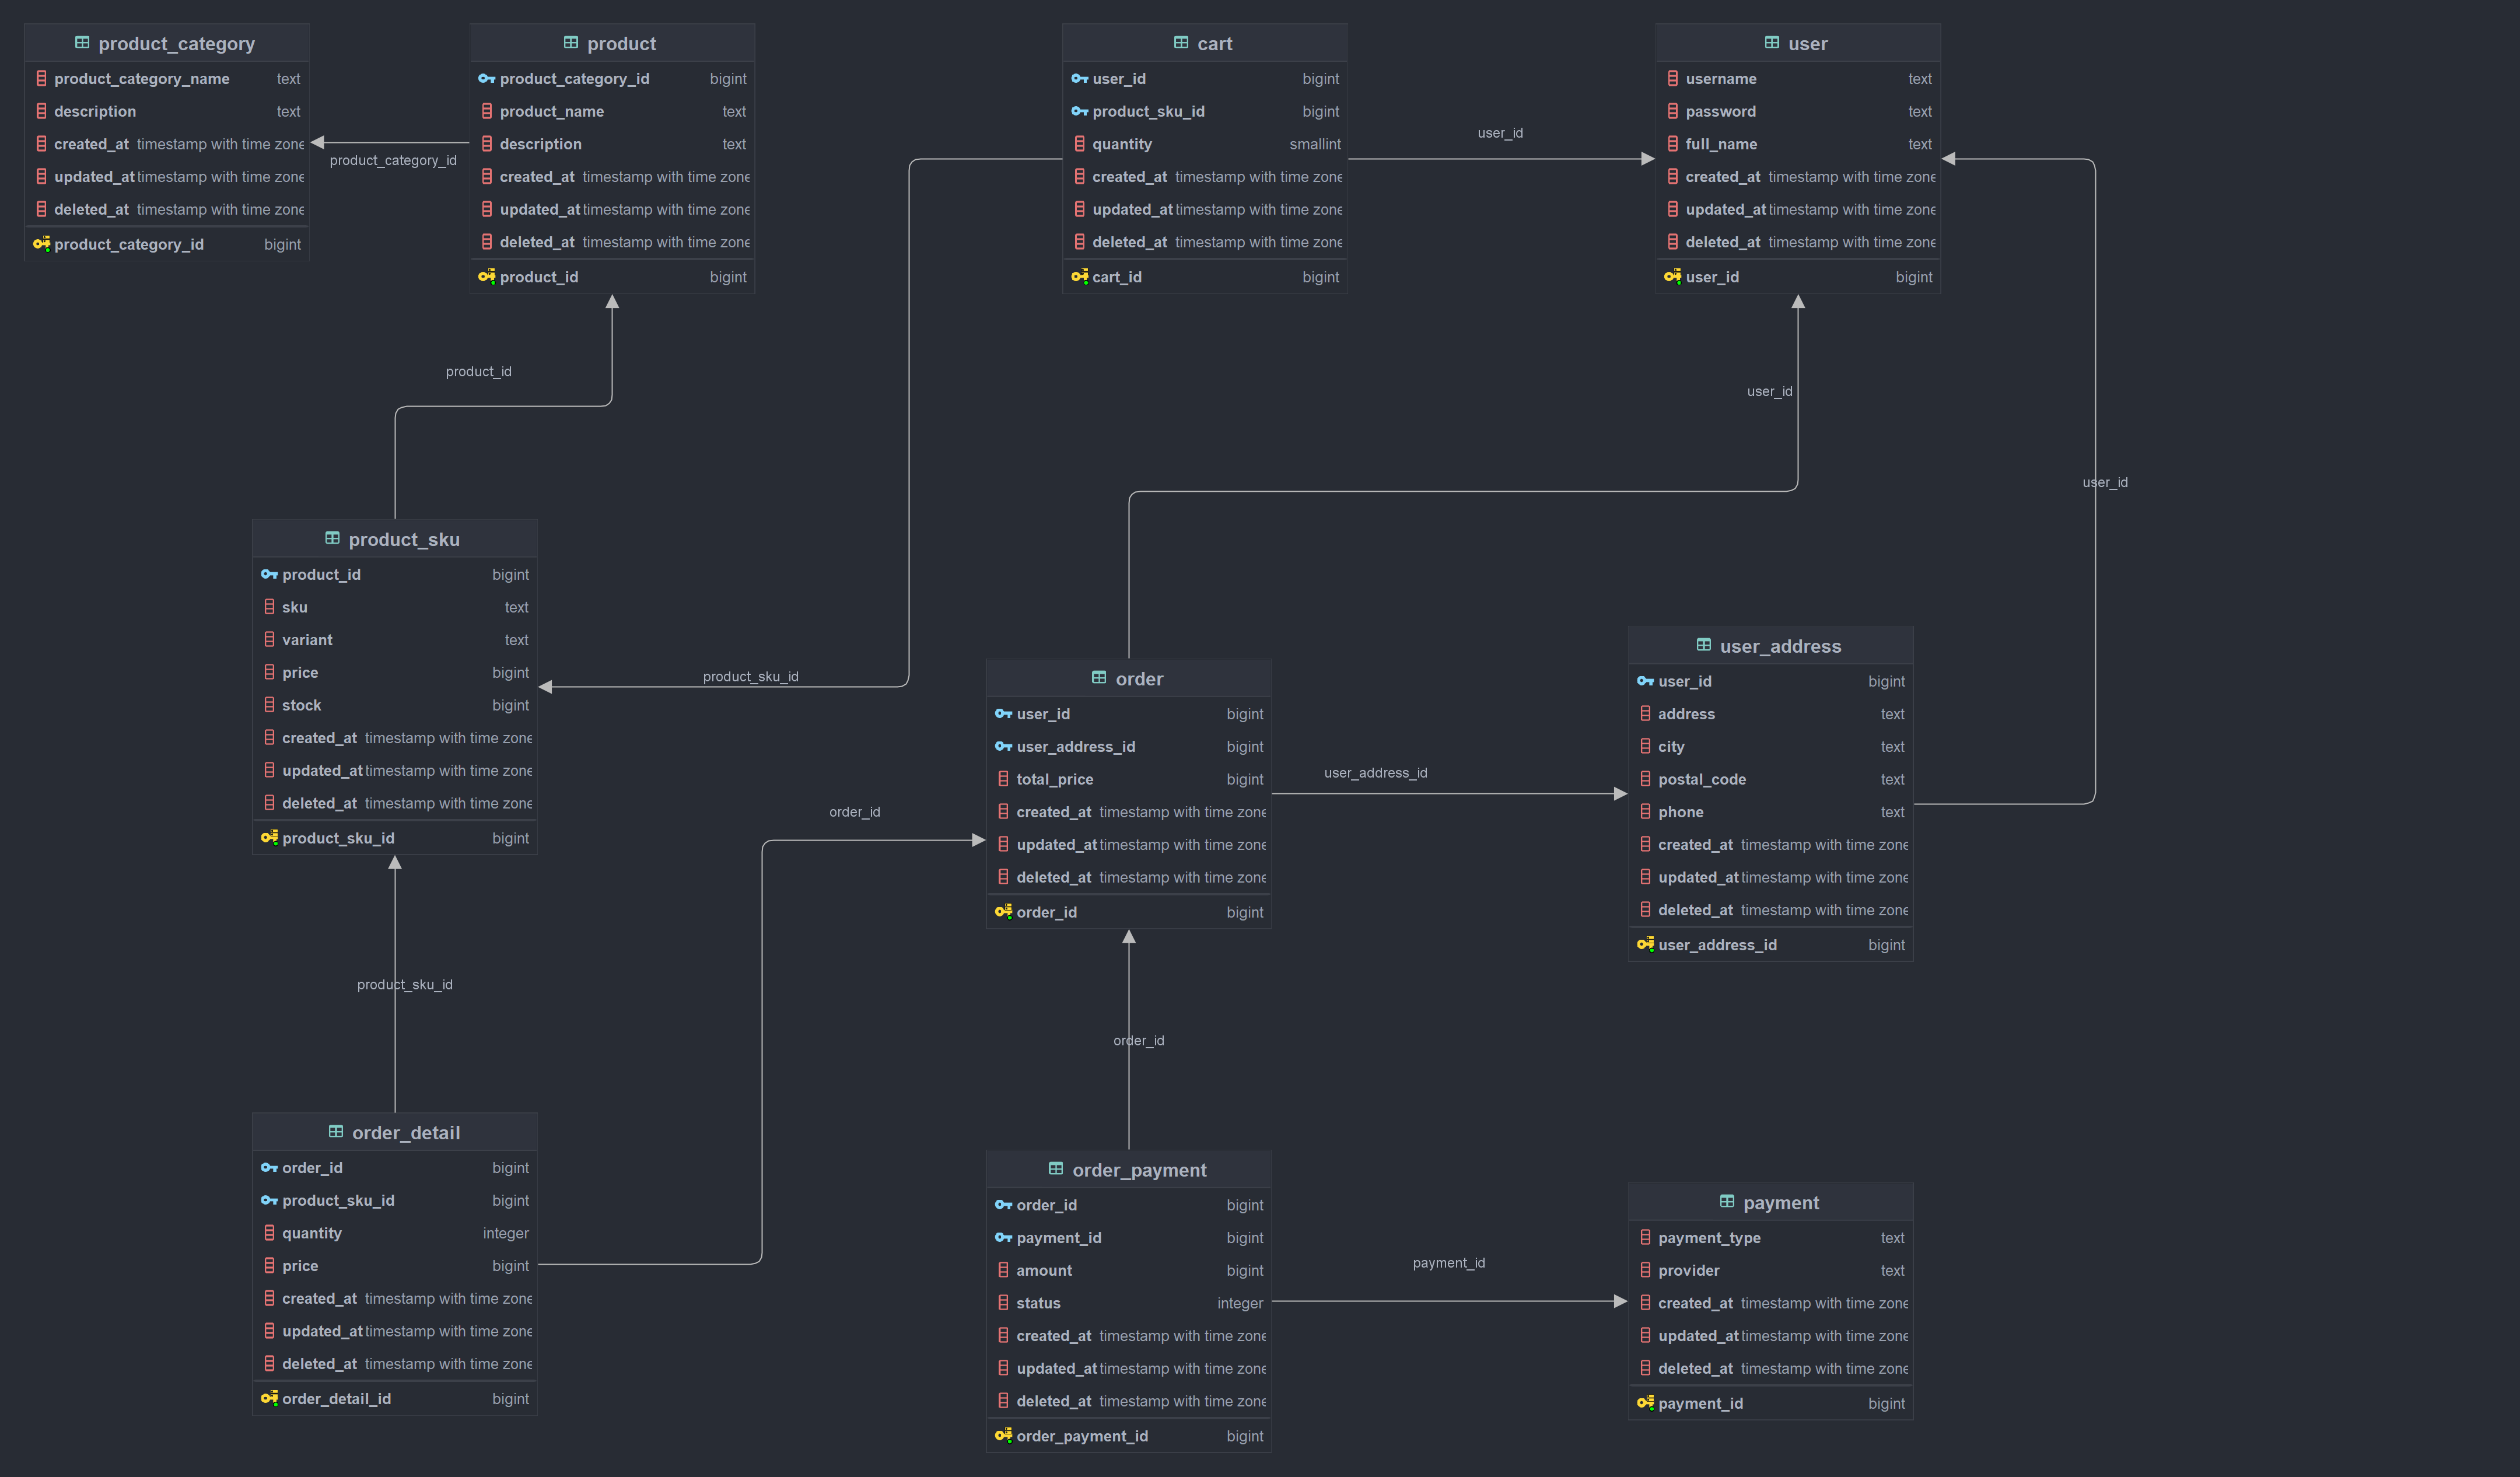 product_category
product_category_name text
description text
created_at timestamp with time zone
updated_at timestamp with time zone
deleted_at timestamp with time zone
product_category_id bigint
product_category_id
product
product_category_id bigint
product_name text
description text
created_at timestamp with time zone
updated_at timestamp with time zone
deleted_at timestamp with time zone
product_id bigint
cart
user_id bigint
product_sku_id bigint
quantity smallint
created_at timestamp with time zone
updated_at timestamp with time zone
deleted_at timestamp with time zone
cart_id bigint
user_id
user
username text
password text
full_name text
created_at timestamp with time zone
updated_at timestamp with time zone
deleted_at timestamp with time zone
user_id bigint
product_id
user_id
user_id
product_sku
product_id bigint
sku text
variant text
price bigint
stock bigint
created_at timestamp with time zone
updated_at timestamp with time zone
deleted_at timestamp with time zone
product_sku_id bigint
product_sku_id
order_id
order
user_id bigint
user_address_id bigint
total_price bigint
created_at timestamp with time zone
updated_at timestamp with time zone
deleted_at timestamp with time zone
order_id bigint
user_address_id
user_address
user_id bigint
address text
city text
postal_code text
phone text
created_at timestamp with time zone
updated_at timestamp with time zone
deleted_at timestamp with time zone
user_address_id bigint
product_sku_id
order_id
order_detail
order_id bigint
product_sku_id bigint
quantity integer
price bigint
created_at timestamp with time zone
updated_at timestamp with time zone
deleted_at timestamp with time zone
order_detail_id bigint
order_payment
order_id bigint
payment_id bigint
amount bigint
status integer
created_at timestamp with time zone
updated_at timestamp with time zone
deleted_at timestamp with time zone
order_payment_id bigint
payment_id
payment
payment_type text
provider text
created_at timestamp with time zone
updated_at timestamp with time zone
deleted_at timestamp with time zone
payment_id bigint